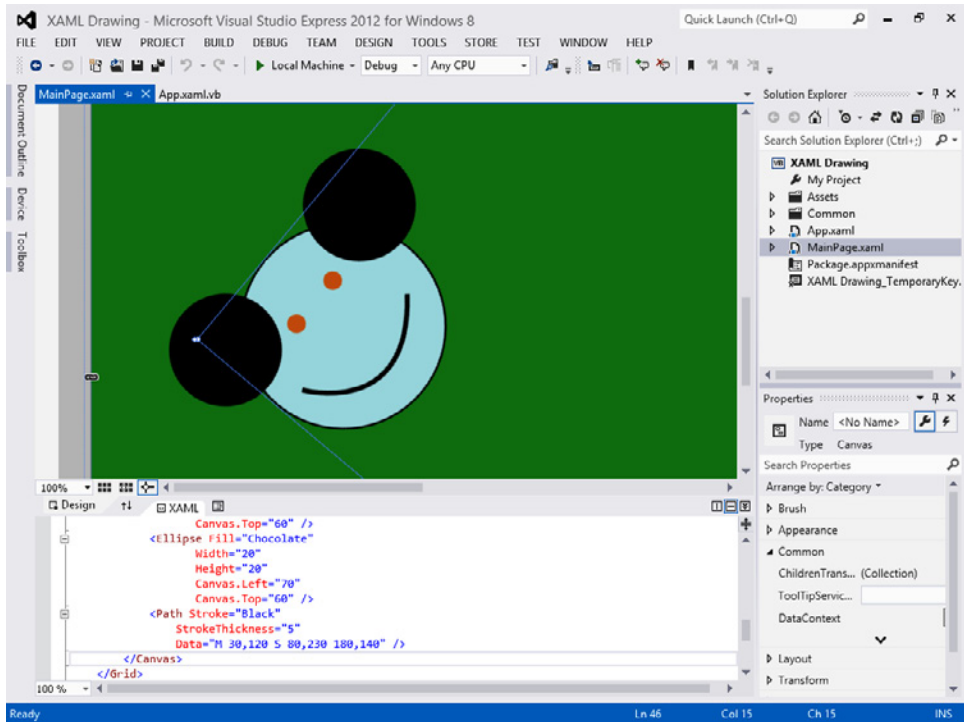 XAML Drawing - Microsoft Visual Studio Express 2012 for Windows 8 Quick Launch (Ctrl+Q)
FILE EDIT VIEW PROJECT BUILD DEBUG TEAM DESIGN TOOLS STORE TEST WINDOW HELP
Local Machine Debug Any CPU
Document Outline
Device
Toolbox
MainPage.xaml App.xaml.vb
100%
Design XAML
Canvas.Top="60" />
<Ellipse Fill="Chocolate"
Width="20"
Height="20"
Canvas.Left="70"
Canvas.Top="60" />
<Path Stroke="Black"
StrokeThickness="5"
Data="M 30,120 S 80,230 180,140" />
</Canvas>
</Grid>
100 %
Solution Explorer
Search Solution Explorer (Ctrl+;)
VB XAML Drawing
My Project
Assets
Common
App.xaml
MainPage.xaml
Package.appxmanifest
XAML Drawing_TemporaryKey.
Properties
Name <No Name>
Type Canvas
Search Properties
Arrange by: Category
Brush
Appearance
Common
ChildrenTrans... (Collection)
ToolTipServic...
DataContext
Layout
Transform
Ready Ln 46 Col 15 Ch 15 INS